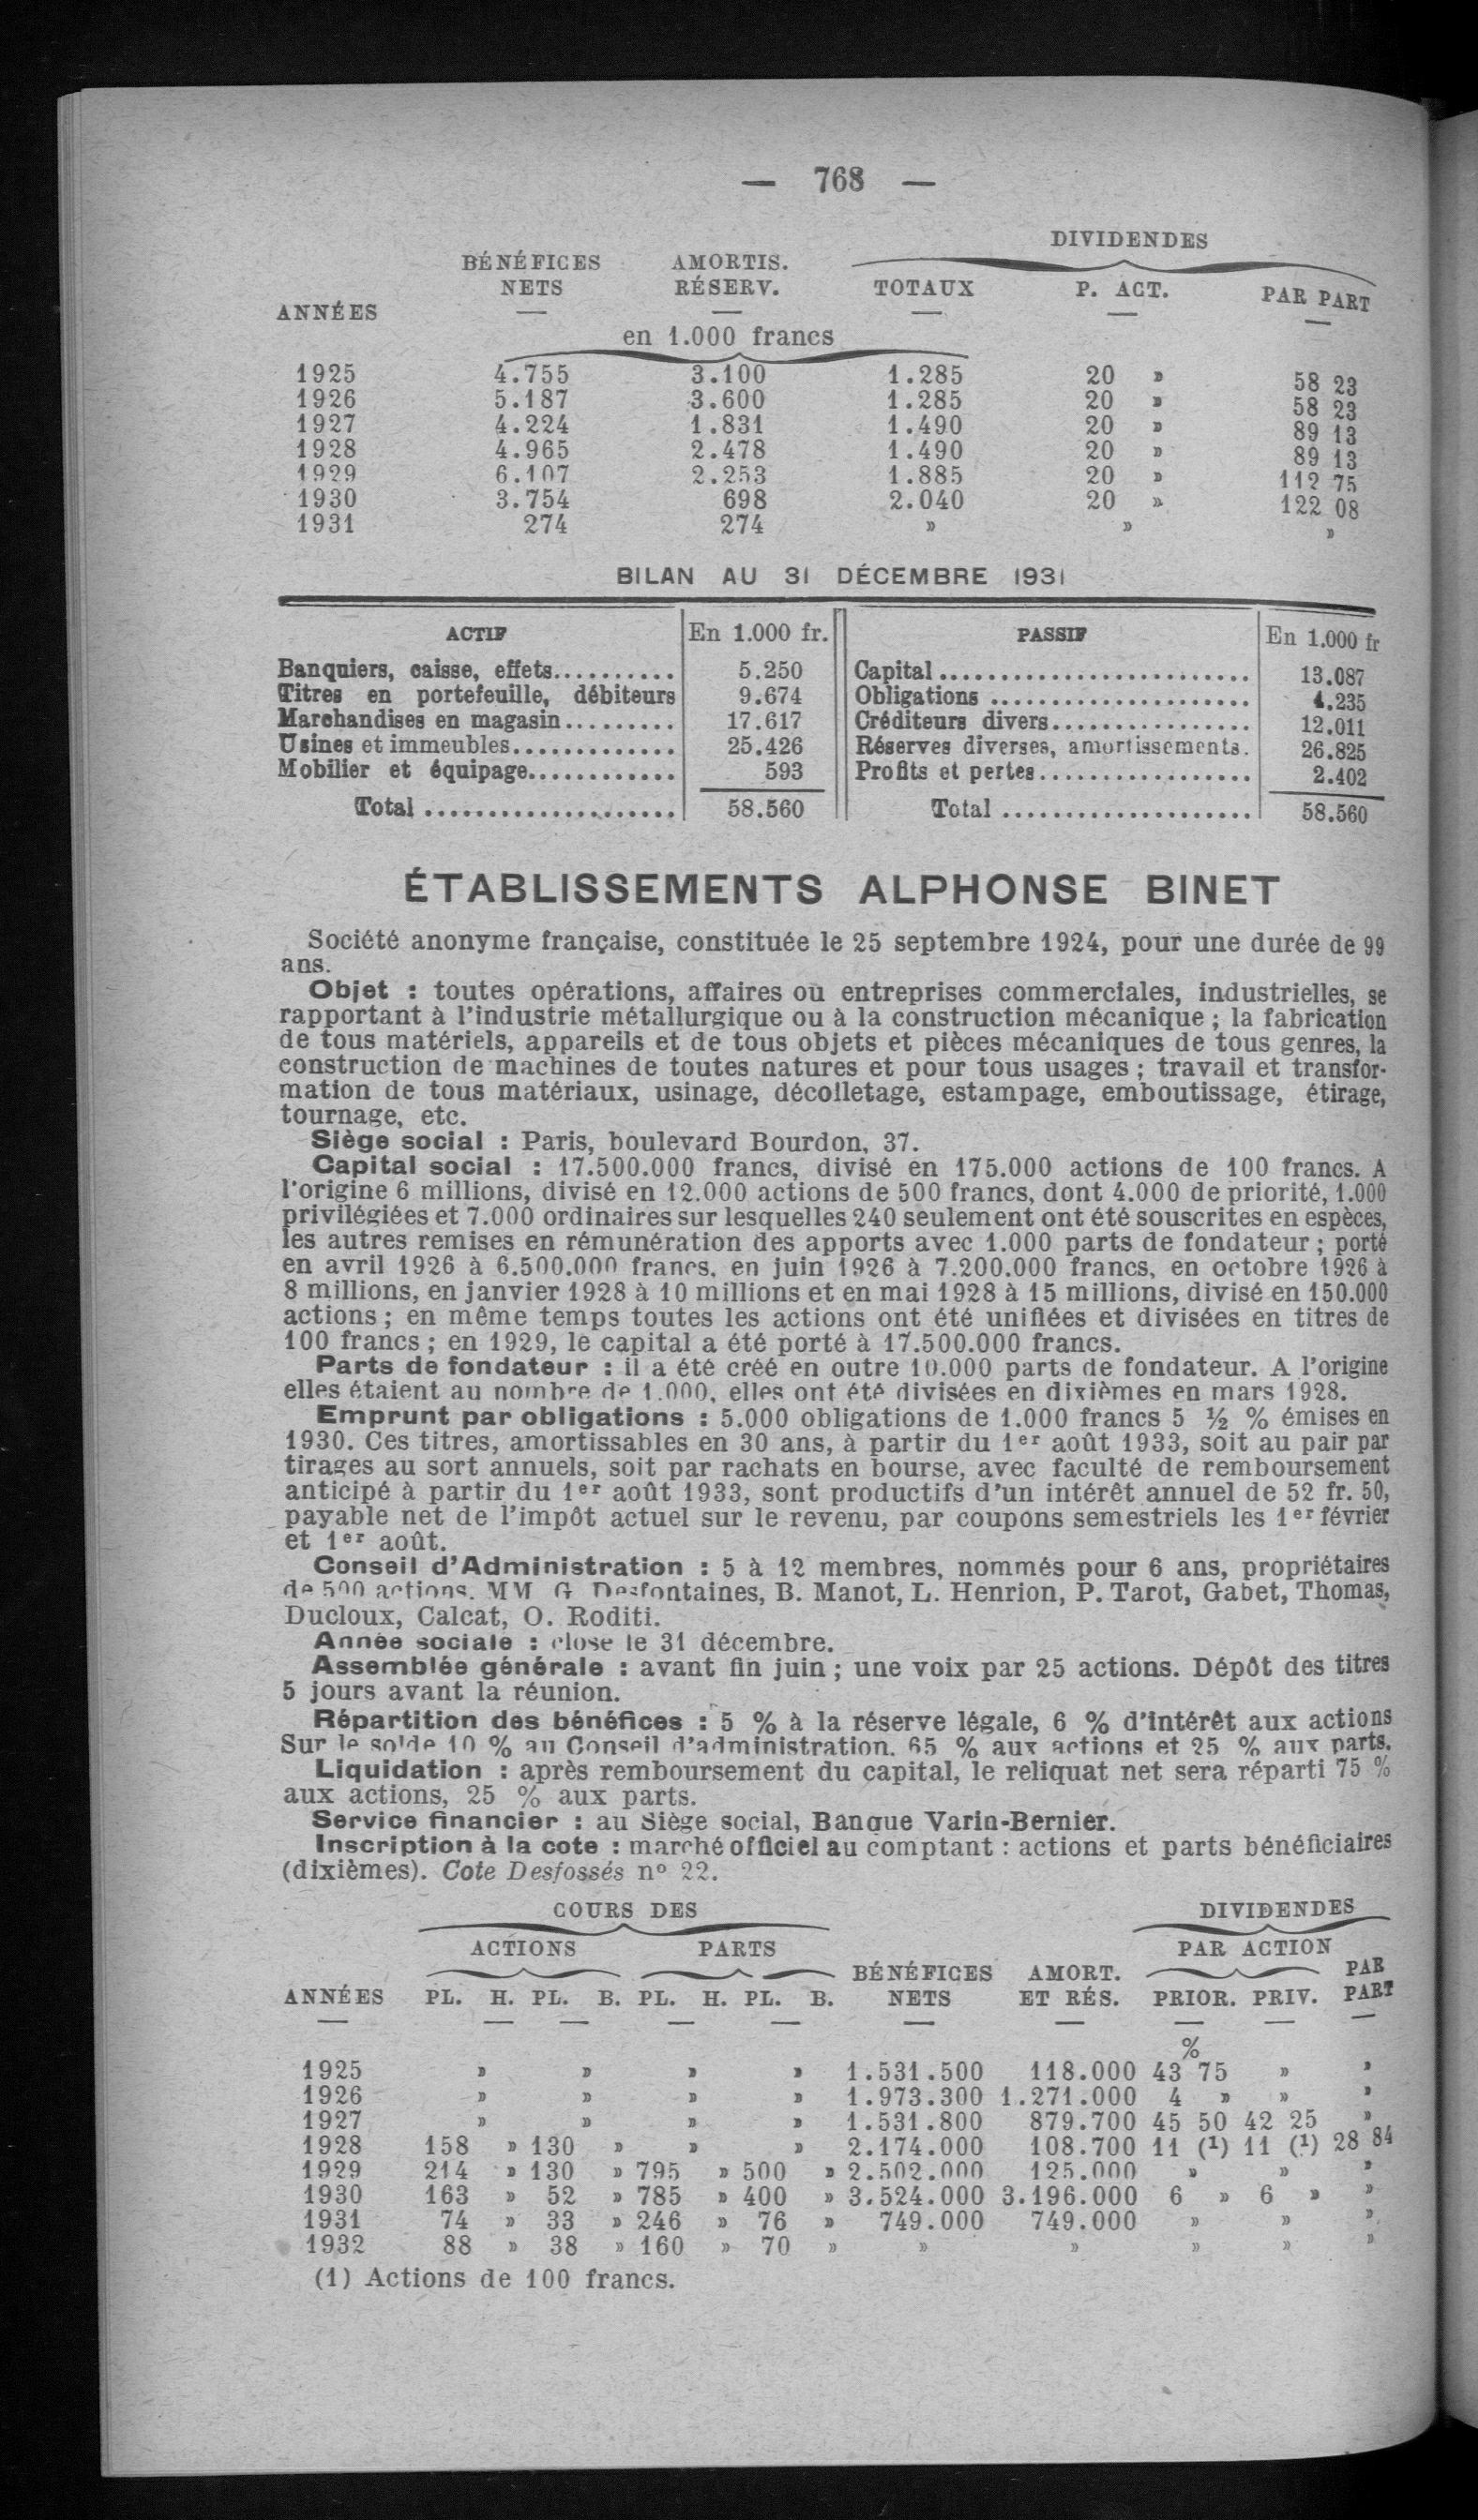 — 768 —
DIVIDENDES
BÉNÉFICES AMORTIS.
ANNÉES NETS RÉSERV. TOTAUX P. ACT. PAR PART
en 1.000 francs
1925 4.755 3.100 1.285 20 » 58 23
1926 5.187 3.600 1.285 20 » 58 23
1927 4.224 1.831 1.490 20 » 89 13
1928 4.965 2.478 1.490 20 » 89 13
1929 6.107 2.253 1.885 20 » 112 75
1930 3.754 698 2.040 20 » 122 08
1931 274 274 » » »
BILAN AU 31 DÉCEMBRE 1931
ACTIF En 1.000 fr. PASSIF En 1.000 fr
Banquiers, caisse, effets.......... 5.250 Capital......................... 13.087
Titres en portefeuille, débiteurs 9.674 Obligations ..................... 4.235
Marchandises en magasin......... 17.617 Créditeurs divers................ 12.011
Usines et immeubles............. 25.426 Réserves diverses, amortissements. 26.825
Mobilier et équipage............ 593 Profits et pertes................. 2.402
Total .................... 58.560 Total .................... 58.560
ÉTABLISSEMENTS ALPHONSE BINET
Société anonyme française, constituée le 25 septembre 1924, pour une durée de 99
ans.
Objet : toutes opérations, affaires ou entreprises commerciales, industrielles, se
rapportant à l'industrie métallurgique ou à la construction mécanique ; la fabrication
de tous matériels, appareils et de tous objets et pièces mécaniques de tous genres, la
construction de machines de toutes natures et pour tous usages ; travail et transfor-
mation de tous matériaux, usinage, décolletage, estampage, emboutissage, étirage,
tournage, etc.
Siège social : Paris, boulevard Bourdon, 37.
Capital social : 17.500.000 francs, divisé en 175.000 actions de 100 francs. A
l'origine 6 millions, divisé en 12.000 actions de 500 francs, dont 4.000 de priorité, 1.000
privilégiées et 7.000 ordinaires sur lesquelles 240 seulement ont été souscrites en espèces,
les autres remises en rémunération des apports avec 1.000 parts de fondateur ; porté
en avril 1926 à 6.500.000 francs, en juin 1926 à 7.200.000 francs, en octobre 1926 à
8 millions, en janvier 1928 à 10 millions et en mai 1928 à 15 millions, divisé en 150.000
actions ; en même temps toutes les actions ont été unifiées et divisées en titres de
100 francs ; en 1929, le capital a été porté à 17.500.000 francs.
Parts de fondateur : il a été créé en outre 10.000 parts de fondateur. A l'origine
elles étaient au nombre de 1.000, elles ont été divisées en dixièmes en mars 1928.
Emprunt par obligations : 5.000 obligations de 1.000 francs 5 ½ % émises en
1930. Ces titres, amortissables en 30 ans, à partir du 1er août 1933, soit au pair par
tirages au sort annuels, soit par rachats en bourse, avec faculté de remboursement
anticipé à partir du 1er août 1933, sont productifs d'un intérêt annuel de 52 fr. 50,
payable net de l'impôt actuel sur le revenu, par coupons semestriels les 1er février
et 1er août.
Conseil d'Administration : 5 à 12 membres, nommés pour 6 ans, propriétaires
de 500 actions. MM. G. Desfontaines, B. Manot, L. Henrion, P. Tarot, Gabet, Thomas,
Ducloux, Calcat, O. Roditi.
Année sociale : close le 31 décembre.
Assemblée générale : avant fin juin ; une voix par 25 actions. Dépôt des titres
5 jours avant la réunion.
Répartition des bénéfices : 5 % à la réserve légale, 6 % d'intérêt aux actions
Sur le solde 10 % au Conseil d'administration, 65 % aux actions et 25 % aux parts.
Liquidation : après remboursement du capital, le reliquat net sera réparti 75 %
aux actions, 25 % aux parts.
Service financier : au Siège social, Banque Varin-Bernier.
Inscription à la cote : marché officiel au comptant : actions et parts bénéficiaires
(dixièmes). Cote Desfossés nº 22.
COURS DES DIVIDENDES
ACTIONS PARTS PAR ACTION
BÉNÉFICES AMORT. PAR
ANNÉES PL. H. PL. B. PL. H. PL. B. NETS ET RÉS. PRIOR. PRIV. PART
%
1925 » » » » 1.531.500 118.000 43 75 » »
1926 » » » » 1.973.300 1.271.000 4 » » »
1927 » » » » 1.531.800 879.700 45 50 42 25 »
1928 158 » 130 » » » 2.174.000 108.700 11 (1) 11 (1) 28 84
1929 214 » 130 » 795 » 500 » 2.502.000 125.000 » » »
1930 163 » 52 » 785 » 400 » 3.524.000 3.196.000 6 » 6 » »
1931 74 » 33 » 246 » 76 » 749.000 749.000 » » »
1932 88 » 38 » 160 » 70 » » » » » »
(1) Actions de 100 francs.